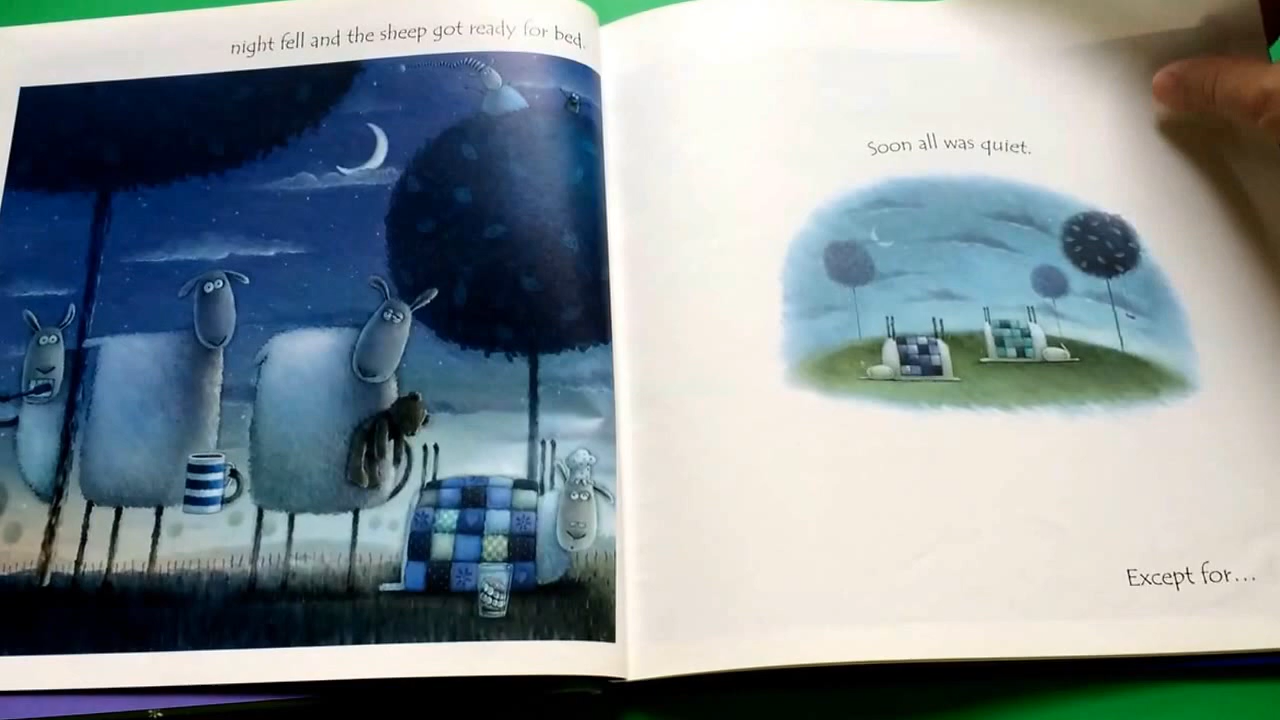 night fell and the sheep got ready for bed.
Soon all was quiet.
Except for...